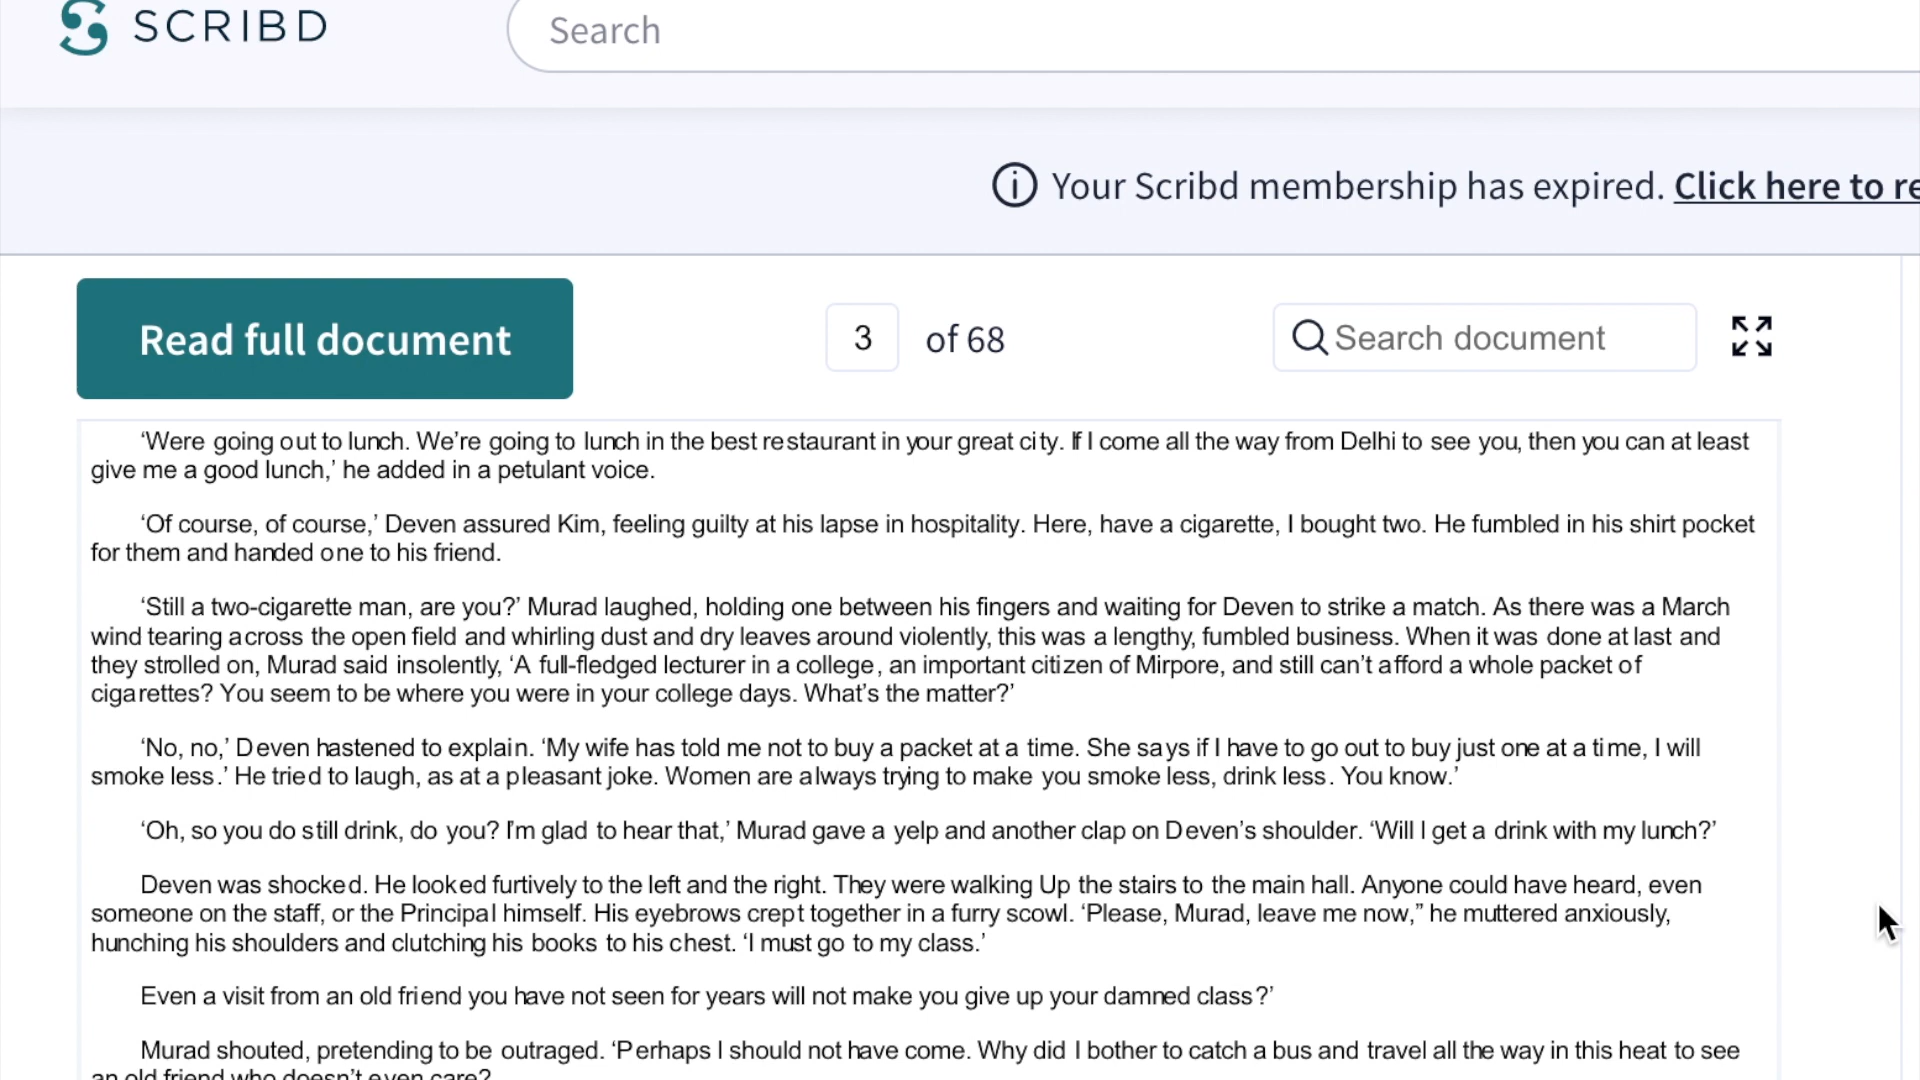 SCRIBD
Search
Your Scribd membership has expired. Click here to re
Read full document
3 of 68
Search document
‘Were going out to lunch. We’re going to lunch in the best restaurant in your great city. If I come all the way from Delhi to see you, then you can at least
give me a good lunch,’ he added in a petulant voice.
‘Of course, of course,’ Deven assured Kim, feeling guilty at his lapse in hospitality. Here, have a cigarette, I bought two. He fumbled in his shirt pocket
for them and handed one to his friend.
‘Still a two-cigarette man, are you?’ Murad laughed, holding one between his fingers and waiting for Deven to strike a match. As there was a March
wind tearing across the open field and whirling dust and dry leaves around violently, this was a lengthy, fumbled business. When it was done at last and
they strolled on, Murad said insolently, ‘A full-fledged lecturer in a college, an important citizen of Mirpore, and still can’t afford a whole packet of
cigarettes? You seem to be where you were in your college days. What’s the matter?’
‘No, no,’ Deven hastened to explain. ‘My wife has told me not to buy a packet at a time. She says if I have to go out to buy just one at a time, I will
smoke less.’ He tried to laugh, as at a pleasant joke. Women are always trying to make you smoke less, drink less. You know.’
‘Oh, so you do still drink, do you? I’m glad to hear that,’ Murad gave a yelp and another clap on Deven’s shoulder. ‘Will I get a drink with my lunch?’
Deven was shocked. He looked furtively to the left and the right. They were walking Up the stairs to the main hall. Anyone could have heard, even
someone on the staff, or the Principal himself. His eyebrows crept together in a furry scowl. ‘Please, Murad, leave me now,” he muttered anxiously,
hunching his shoulders and clutching his books to his chest. ‘I must go to my class.’
Even a visit from an old friend you have not seen for years will not make you give up your damned class?’
Murad shouted, pretending to be outraged. ‘Perhaps I should not have come. Why did I bother to catch a bus and travel all the way in this heat to see
an old friend who doesn’t even care?